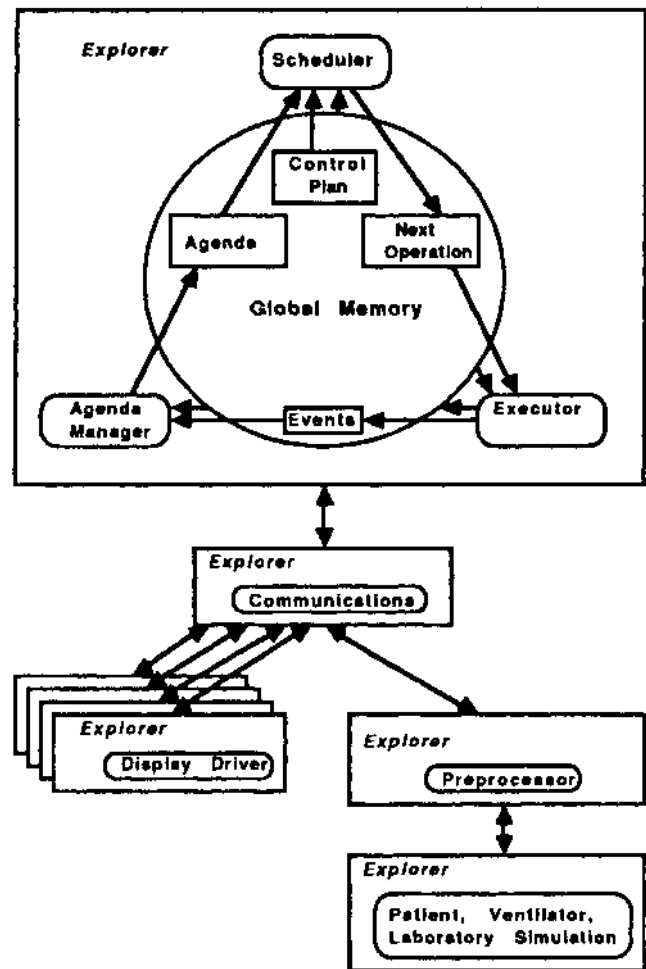 Explorer
Scheduler
Control
Plan
Agenda
Next
Operation
Global Memory
Agenda
Manager
Events
Executor
Explorer
Communications
Explorer
Display Driver
Explorer
Preprocessor
Explorer
Patient, Ventilator,
Laboratory Simulation